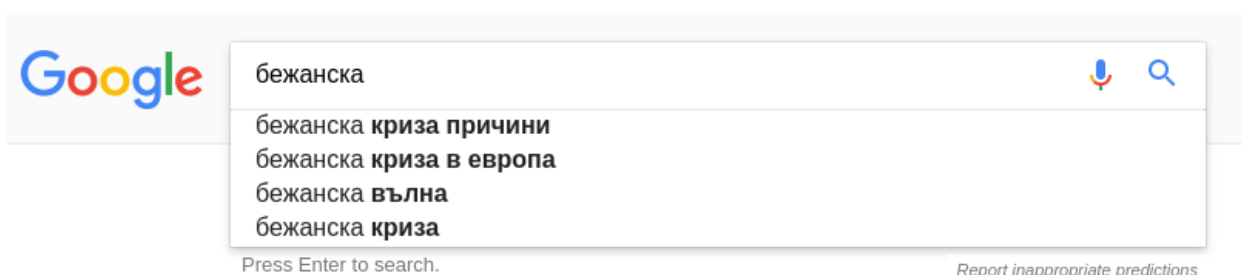 Google
бежанска
бежанска криза причини
бежанска криза в европа
бежанска вълна
бежанска криза
Press Enter to search.
Report inappropriate predictions